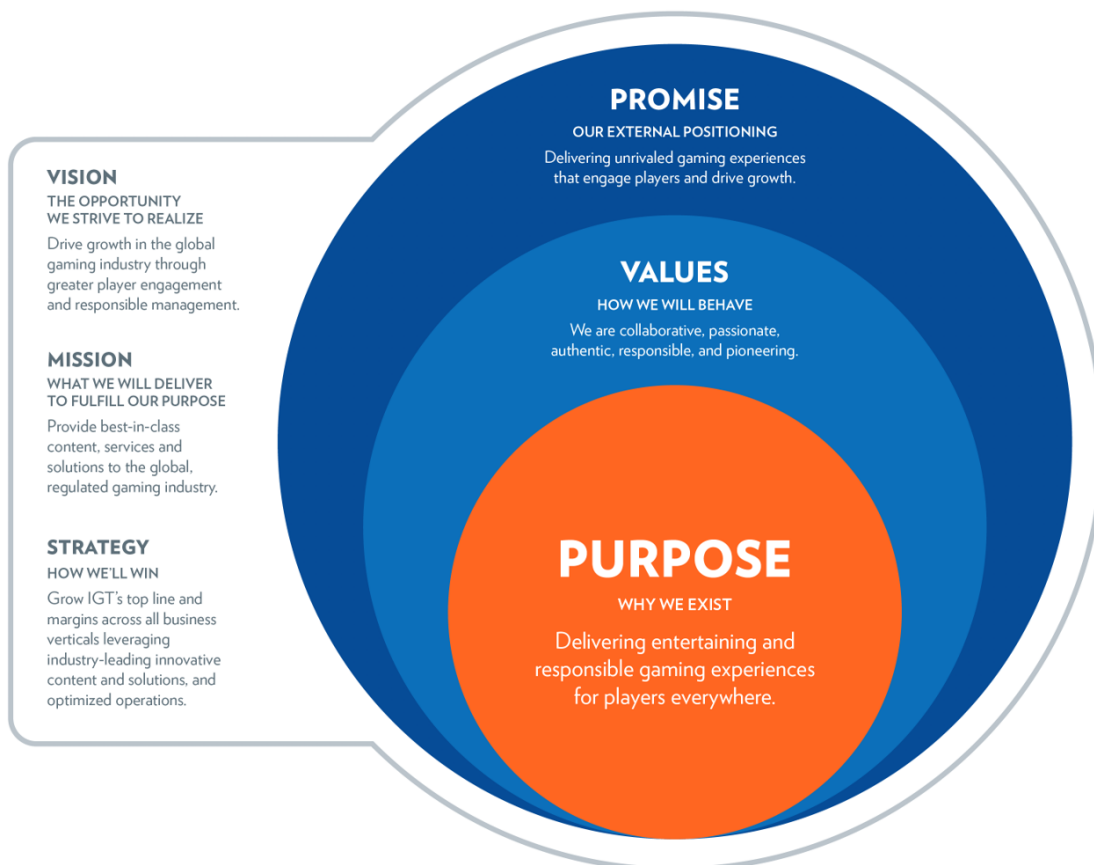 VISION
THE OPPORTUNITY
WE STRIVE TO REALIZE
Drive growth in the global
gaming industry through
greater player engagement
and responsible management.
MISSION
WHAT WE WILL DELIVER
TO FULFILL OUR PURPOSE
Provide best-in-class
content, services and
solutions to the global,
regulated gaming industry.
STRATEGY
HOW WE'LL WIN
Grow IGT's top line and
margins across all business
verticals leveraging
industry-leading innovative
content and solutions, and
optimized operations.
PROMISE
OUR EXTERNAL POSITIONING
Delivering unrivaled gaming experiences
that engage players and drive growth.
VALUES
HOW WE WILL BEHAVE
We are collaborative, passionate,
authentic, responsible, and pioneering.
PURPOSE
WHY WE EXIST
Delivering entertaining and
responsible gaming experiences
for players everywhere.